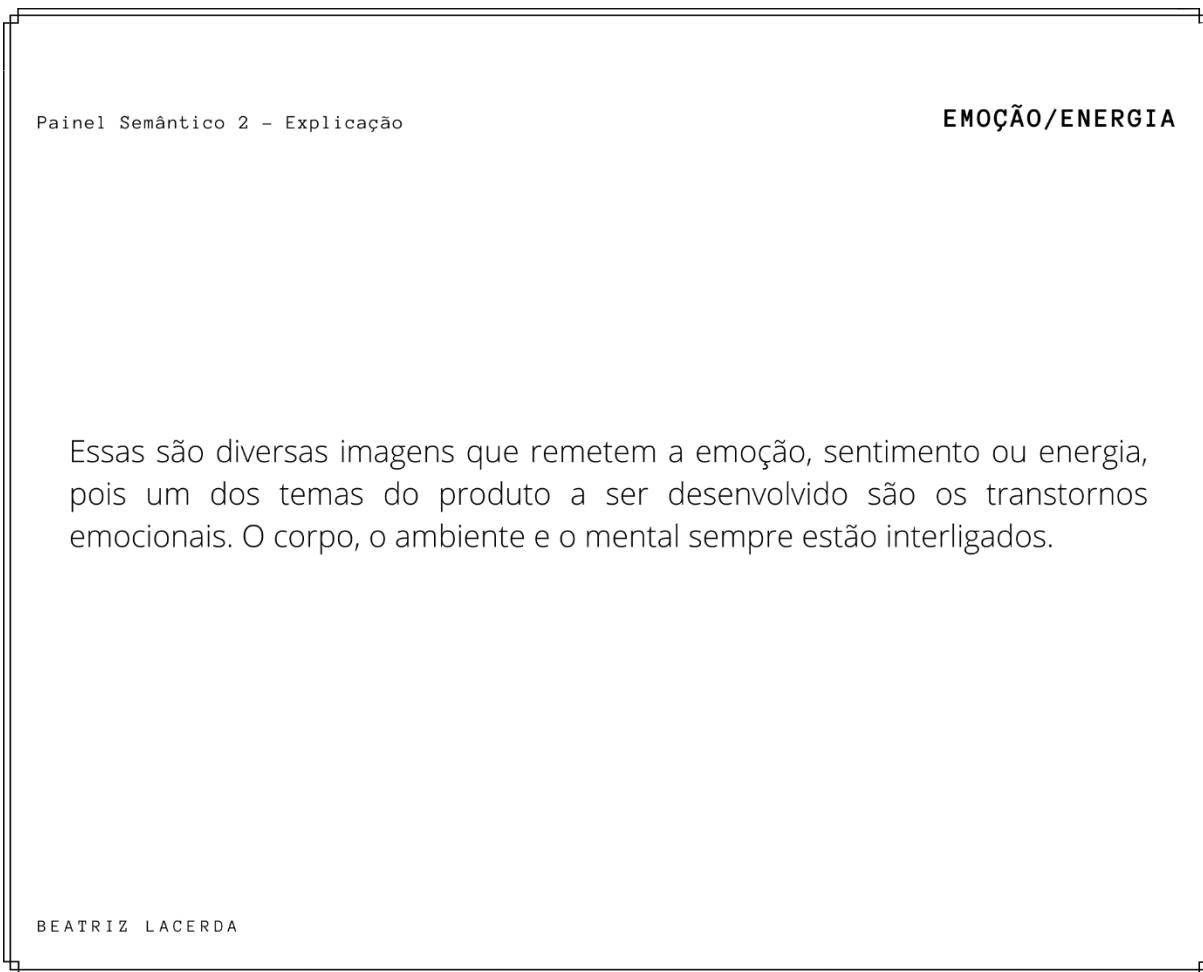 Painel Semântico 2 – Explicação
EMOÇÃO/ENERGIA
Essas são diversas imagens que remetem a emoção, sentimento ou energia,
pois um dos temas do produto a ser desenvolvido são os transtornos
emocionais. O corpo, o ambiente e o mental sempre estão interligados.
BEATRIZ LACERDA